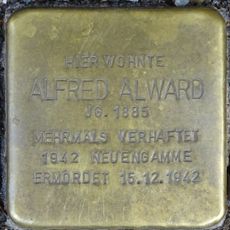 HIER WOHNTE
ALFRED ALWARD
JG. 1885
MEHRMALS VERHAFTET
1942 NEUENGAMME
ERMORDET 15.12.1942